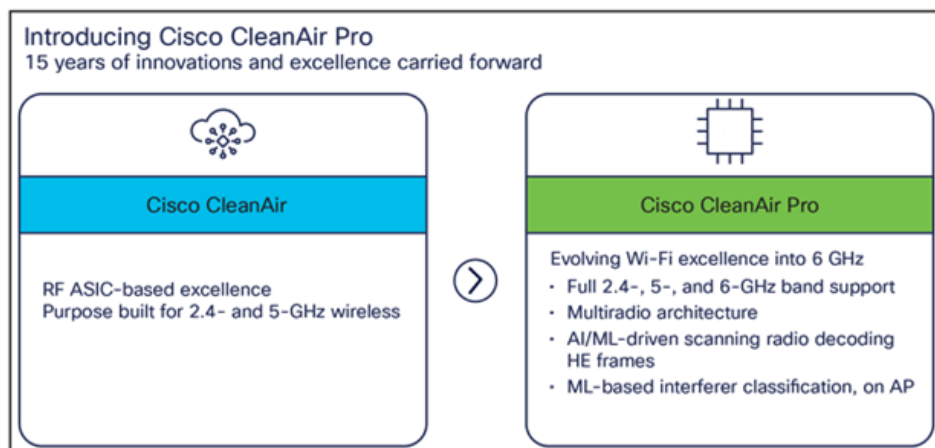 Introducing Cisco CleanAir Pro
15 years of innovations and excellence carried forward
Cisco CleanAir
RF ASIC-based excellence
Purpose built for 2.4- and 5-GHz wireless
Cisco CleanAir Pro
Evolving Wi-Fi excellence into 6 GHz
· Full 2.4-, 5-, and 6-GHz band support
· Multiradio architecture
· AI/ML-driven scanning radio decoding
HE frames
· ML-based interferer classification, on AP